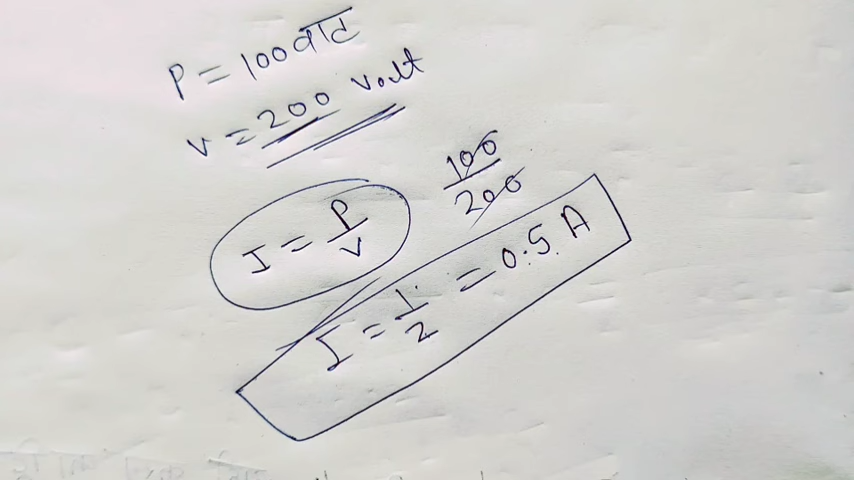 P = 100 वाट
V = 200 volt
100
200
I = P/V
I = 1/2 = 0.5 A